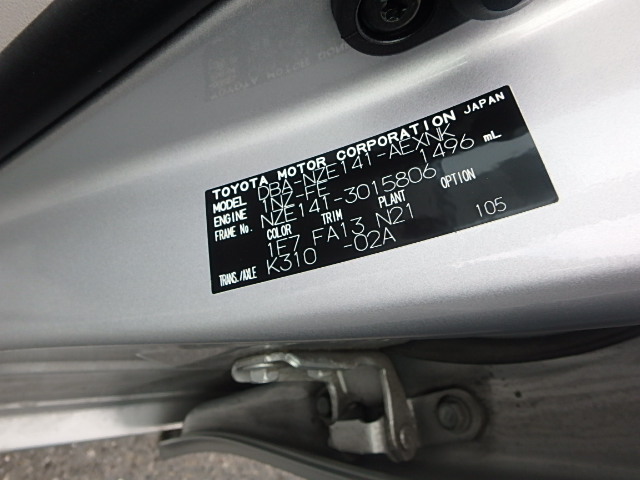 TOYOTA MOTOR CORPORATION JAPAN
MODEL DBA-NZE141-AEXNK
ENGINE 1NZ-FE 1496 mL
FRAME No. NZE141-3015806
COLOR TRIM PLANT OPTION
1F7 FA13 N21 105
TRANS./AXLE K310 -02A